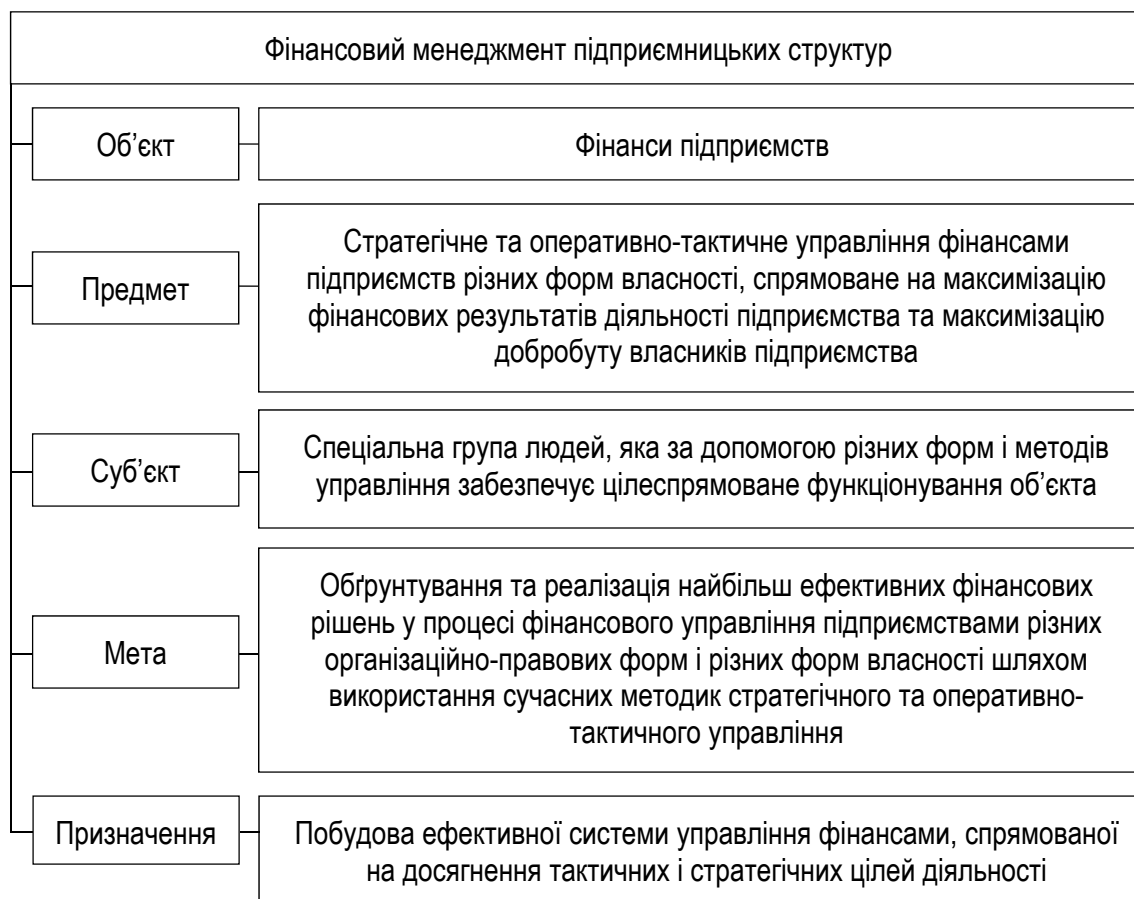 Фінансовий менеджмент підприємницьких структур
Об’єкт
Фінанси підприємств
Предмет
Стратегічне та оперативно-тактичне управління фінансами
підприємств різних форм власності, спрямоване на максимізацію
фінансових результатів діяльності підприємства та максимізацію
добробуту власників підприємства
Суб’єкт
Спеціальна група людей, яка за допомогою різних форм і методів
управління забезпечує цілеспрямоване функціонування об’єкта
Мета
Обґрунтування та реалізація найбільш ефективних фінансових
рішень у процесі фінансового управління підприємствами різних
організаційно-правових форм і різних форм власності шляхом
використання сучасних методик стратегічного та оперативно-
тактичного управління
Призначення
Побудова ефективної системи управління фінансами, спрямованої
на досягнення тактичних і стратегічних цілей діяльності